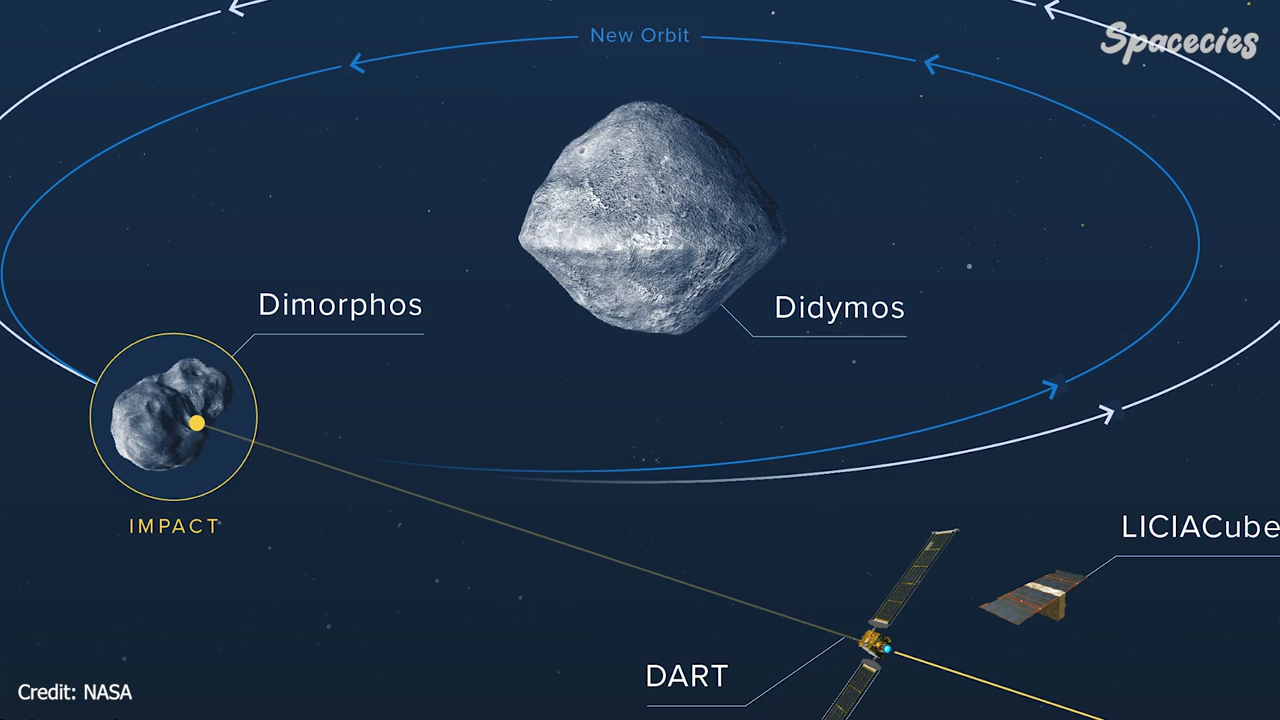 New Orbit
Spacecies
Dimorphos
Didymos
IMPACT
LICIACube
DART
Credit: NASA